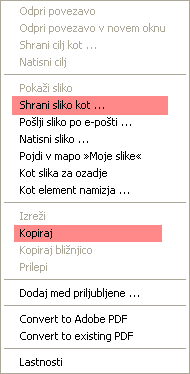 Odpri povezavo
Odpri povezavo v novem oknu
Shrani cilj kot ...
Natisni cilj
Pokaži sliko
Shrani sliko kot ...
Pošlji sliko po e-pošti ...
Natisni sliko ...
Pojdi v mapo »Moje slike«
Kot slika za ozadje
Kot element namizja ...
Izreži
Kopiraj
Kopiraj bližnjico
Prilepi
Dodaj med priljubljene ...
Convert to Adobe PDF
Convert to existing PDF
Lastnosti